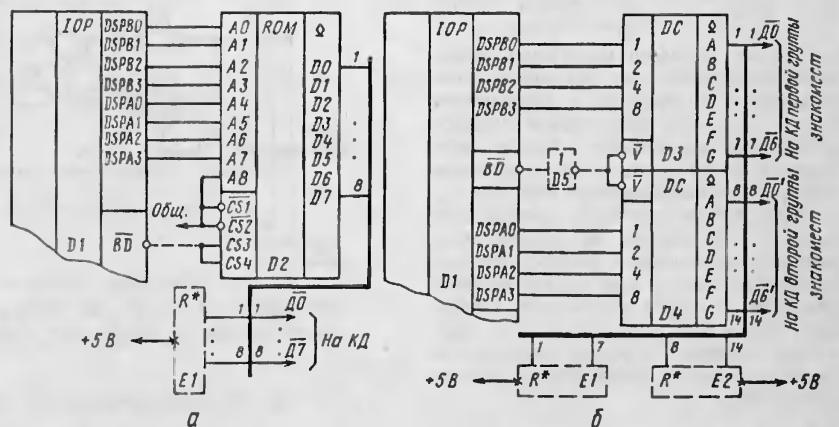 IOP
DSPB0
DSPB1
DSPB2
DSPB3
DSPA0
DSPA1
DSPA2
DSPA3
D1
BD
A0
A1
A2
A3
A4
A5
A6
A7
A8
CS1
CS2
CS3
CS4
ROM
Ω
D0
D1
D2
D3
D4
D5
D6
D7
D2
1
8
Общ.
R*
E1
+5В
1 1 Д0
8 8 Д7
На КД
а
IOP
DSPB0
DSPB1
DSPB2
DSPB3
BD
DSPA0
DSPA1
DSPA2
DSPA3
D1
1
D5
1
2
4
8
V
DC
Ω
A
B
C
D
E
F
G
D3
V
DC
Ω
A
B
C
D
E
F
G
1
2
4
8
D4
1 1 Д0
1 1 Д6
8 8 Д0'
14 14 Д6'
На КД первой группы знакомест
На КД второй группы знакомест
1
7
8
14
+5В
R* E1
R* E2
+5В
б